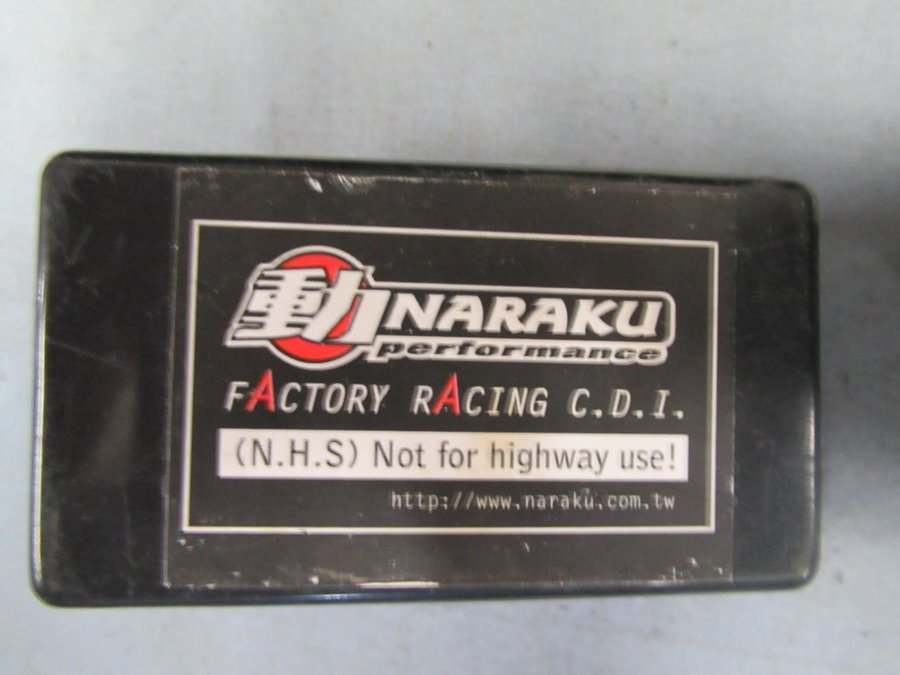 動 NARAKU
performance
FACTORY RACING C.D.I.
(N.H.S) Not for highway use!
http://www.naraku.com.tw